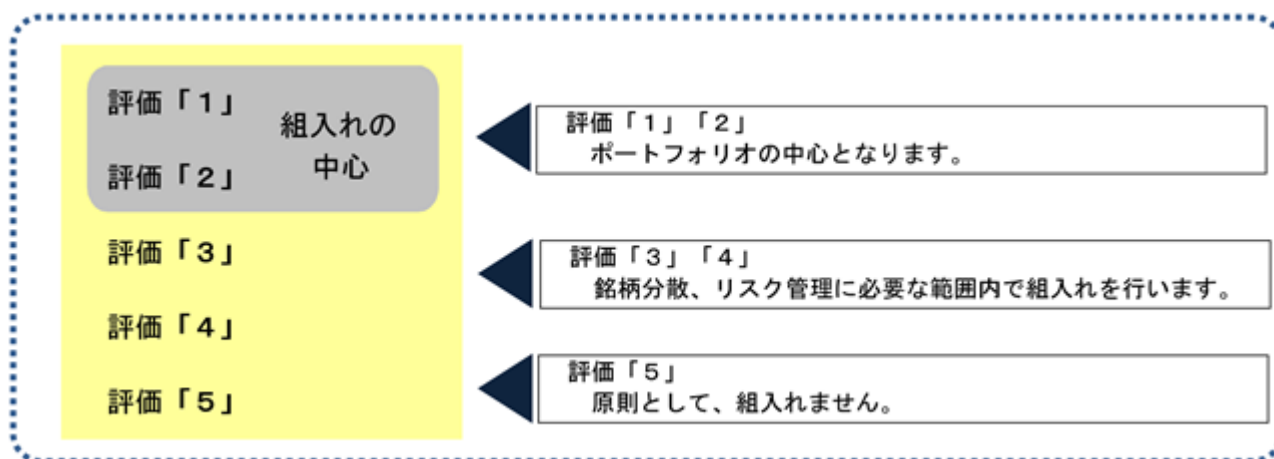 評価「1」
評価「2」
組入れの
中心
評価「3」
評価「4」
評価「5」
評価「1」「2」
ポートフォリオの中心となります。
評価「3」「4」
銘柄分散、リスク管理に必要な範囲内で組入れを行います。
評価「5」
原則として、組入れません。